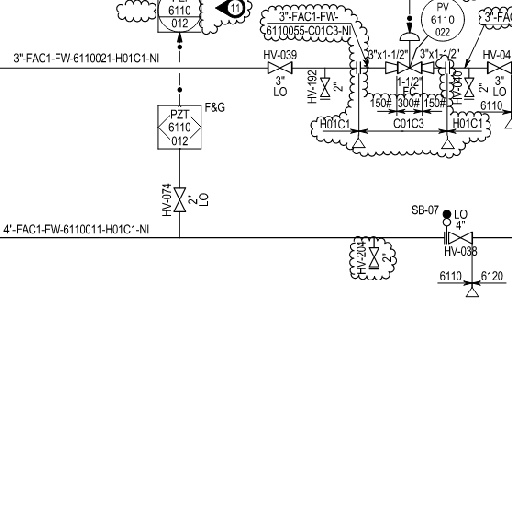 PZT
6110
012
11
3"-FAC1-FW-
6110055-C01C3-NI
PV
6110
022
3"-FAC1-FW-6110021-H01C1-NI
HV-039
3"
LO
HV-192
2"
3"x1-1/2"
3"x1-1/2"
1-1/2"
FC
150#
300#
150#
H01C1
C01C3
H01C1
HV-040
2"
HV-04
3"
LO
6110
F&G
PZT
6110
012
HV-074
2"
LO
4"-FAC1-FW-6110011-H01C1-NI
SB-07
LO
4"
HV-038
HV-204
2"
6110
6120